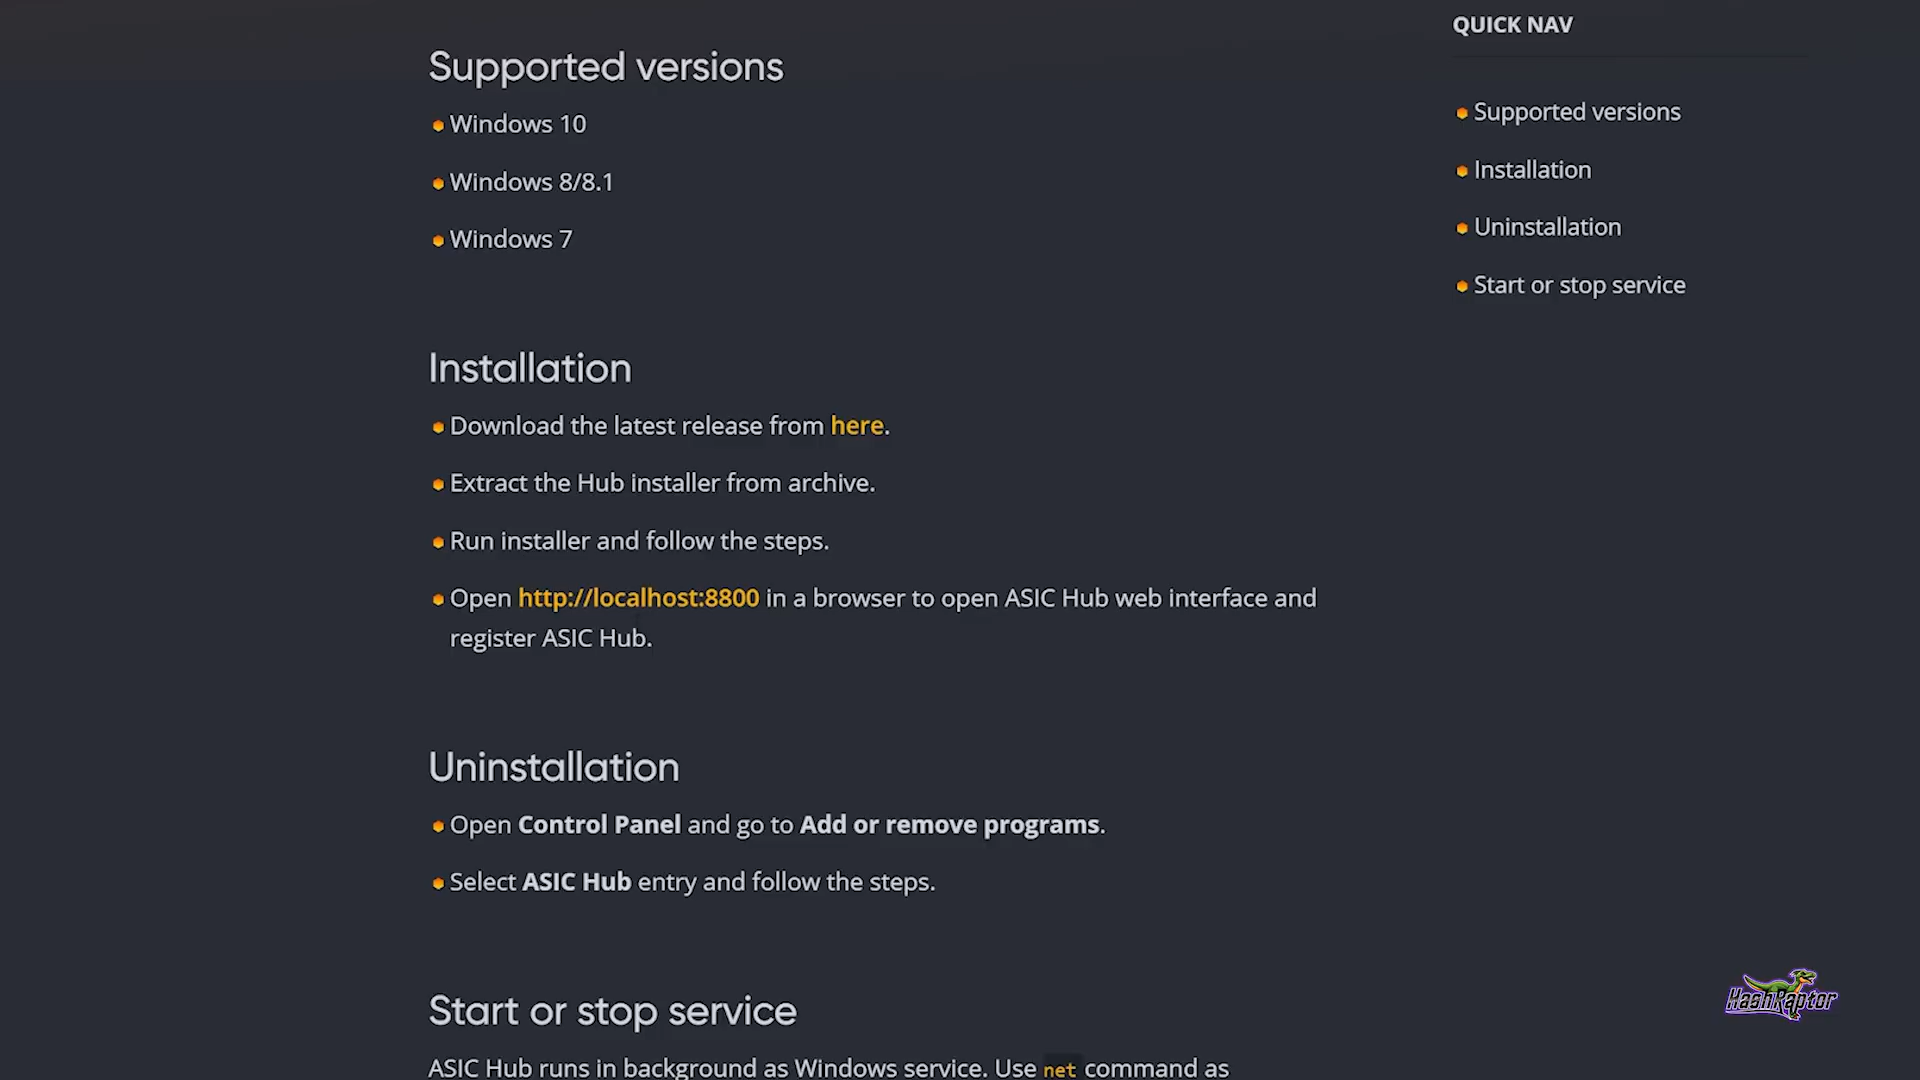 QUICK NAV
Supported versions
Windows 10
Windows 8/8.1
Windows 7
Supported versions
Installation
Uninstallation
Start or stop service
Installation
Download the latest release from here.
Extract the Hub installer from archive.
Run installer and follow the steps.
Open http://localhost:8800 in a browser to open ASIC Hub web interface and
register ASIC Hub.
Uninstallation
Open Control Panel and go to Add or remove programs.
Select ASIC Hub entry and follow the steps.
Start or stop service
ASIC Hub runs in background as Windows service. Use net command as
HashRaptor